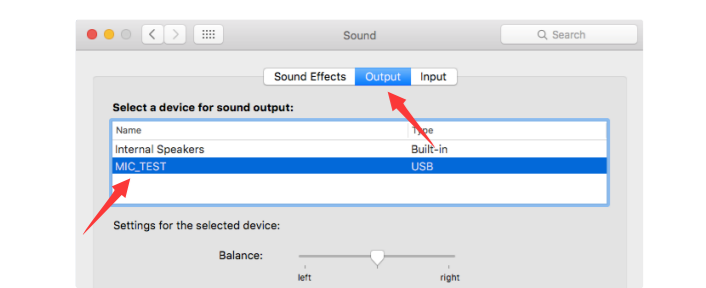 Sound
Search
Sound Effects Output Input
Select a device for sound output:
Name Type
Internal Speakers Built-in
MIC_TEST USB
Settings for the selected device:
Balance:
left right